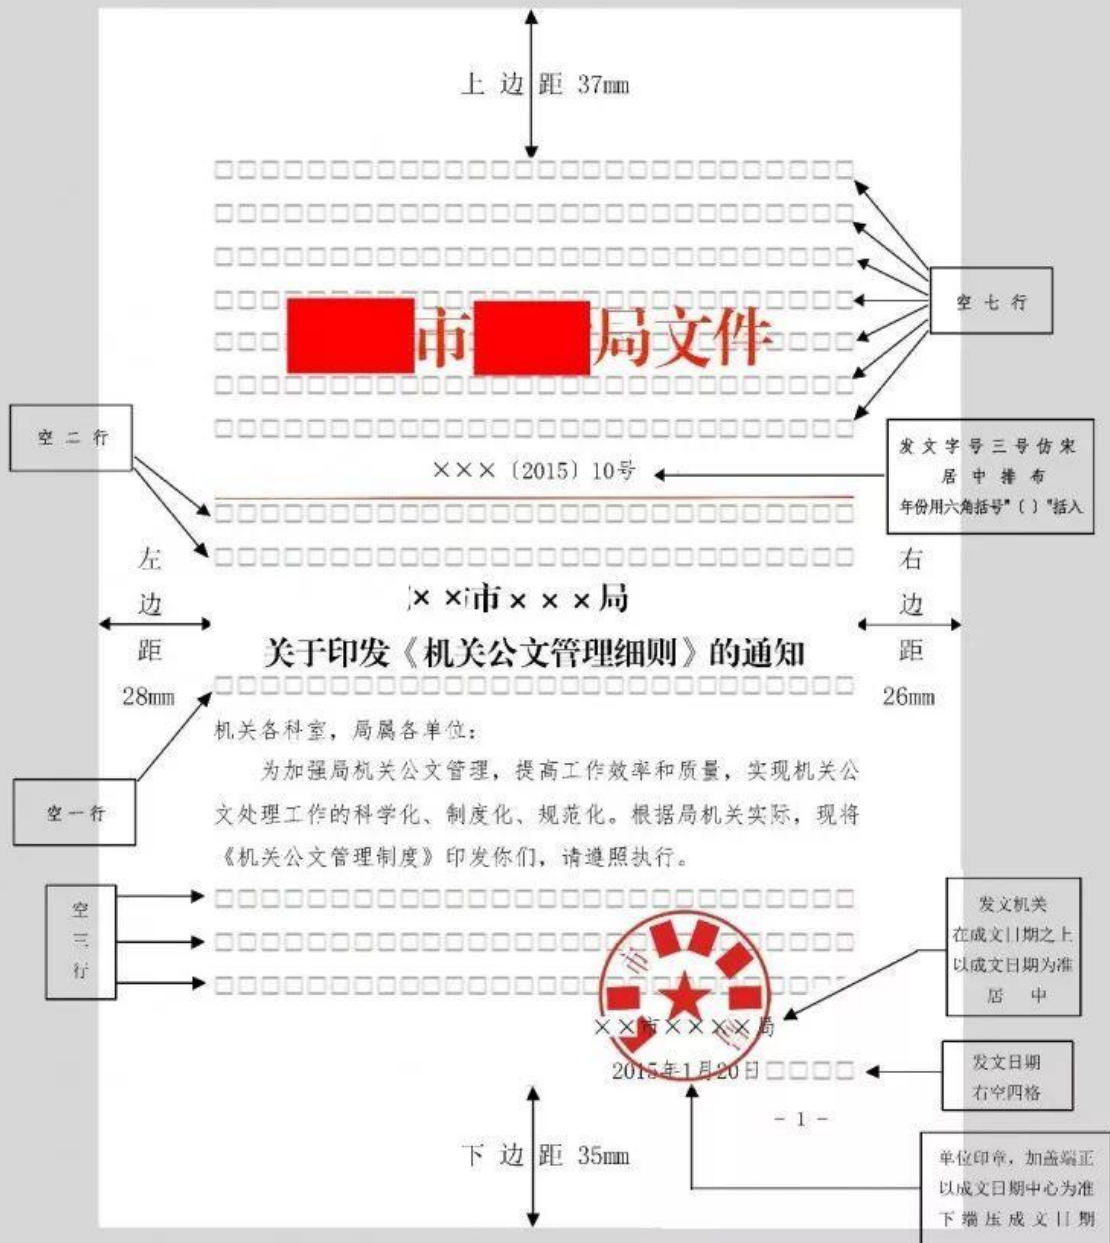 上边距 37mm
空七行
市 局文件
空二行
×××〔2015〕10号
发文字号三号仿宋
居中排布
年份用六角括号"〔〕"括入
左边距
28mm
右边距
26mm
××市×××局
关于印发《机关公文管理细则》的通知
空一行
机关各科室，局属各单位：
为加强局机关公文管理，提高工作效率和质量，实现机关公
文处理工作的科学化、制度化、规范化。根据局机关实际，现将
《机关公文管理制度》印发你们，请遵照执行。
空三行
发文机关
在成文日期之上
以成文日期为准
居中
市
××市××××局
2015年1月20日
发文日期
右空四格
- 1 -
下边距 35mm
单位印章，加盖端正
以成文日期中心为准
下端压成文日期